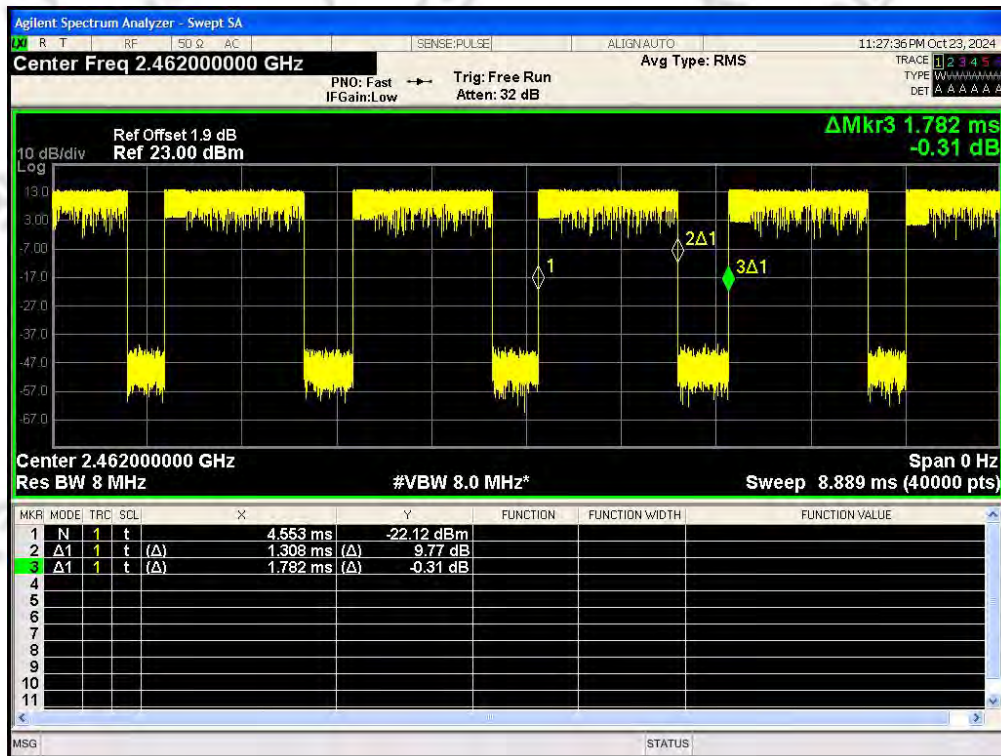 Agilent Spectrum Analyzer - Swept SA
LXI R T RF 50 Ω AC SENSE:PULSE ALIGN AUTO 11:27:36 PM Oct 23, 2024
Center Freq 2.462000000 GHz Avg Type: RMS TRACE 1 2 3 4 5
PNO: Fast Trig: Free Run TYPE
IFGain:Low Atten: 32 dB DET A A A A A A
ΔMkr3 1.782 ms
-0.31 dB
Ref Offset 1.9 dB
10 dB/div Ref 23.00 dBm
Log
13.0
3.00
-7.00
2Δ1
1
3Δ1
-17.0
-27.0
-37.0
-47.0
-57.0
-67.0
Center 2.462000000 GHz Span 0 Hz
Res BW 8 MHz #VBW 8.0 MHz* Sweep 8.889 ms (40000 pts)
MKR MODE TRC SCL X Y FUNCTION FUNCTION WIDTH FUNCTION VALUE
1 N 1 t 4.553 ms -22.12 dBm
2 Δ1 1 t (Δ) 1.308 ms (Δ) 9.77 dB
3 Δ1 1 t (Δ) 1.782 ms (Δ) -0.31 dB
4
5
6
7
8
9
10
11
MSG STATUS